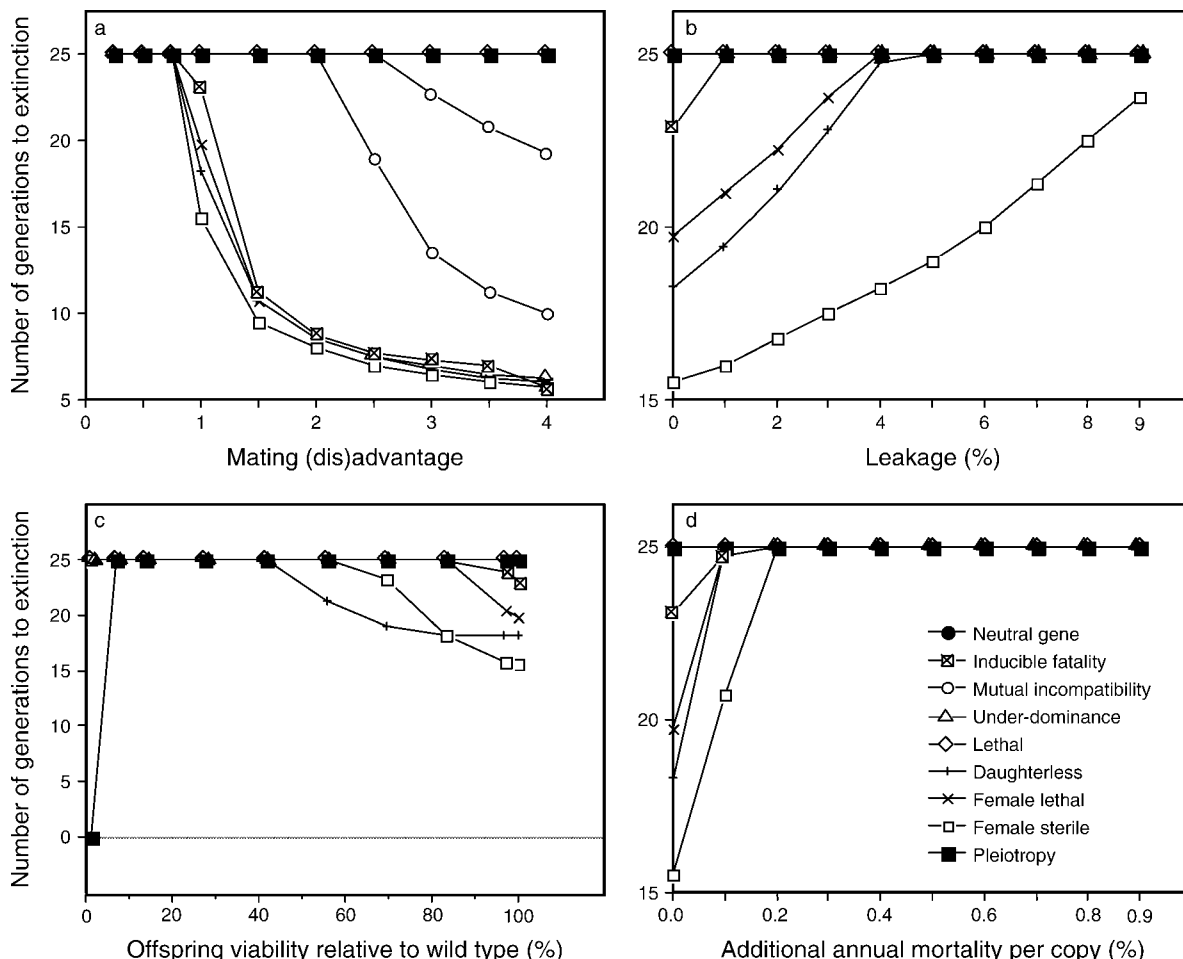 a
25
20
15
10
5
0
1
2
3
4
Number of generations to extinction
Mating (dis)advantage
b
25
20
15
0
2
4
6
8
9
Leakage (%)
c
25
20
15
10
5
0
0
20
40
60
80
100
Number of generations to extinction
Offspring viability relative to wild type (%)
d
25
20
15
0.0
0.2
0.4
0.6
0.8
0.9
Neutral gene
Inducible fatality
Mutual incompatibility
Under-dominance
Lethal
Daughterless
Female lethal
Female sterile
Pleiotropy
Additional annual mortality per copy (%)